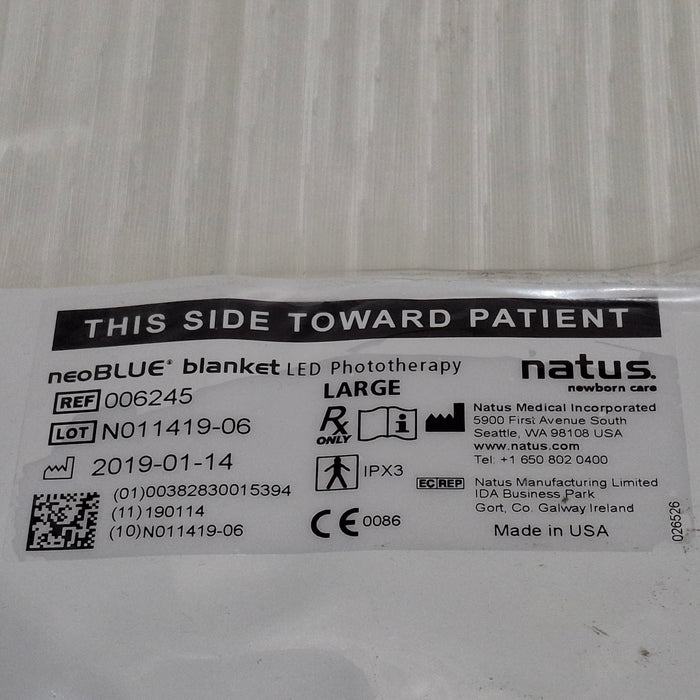 THIS SIDE TOWARD PATIENT
neoBLUE® blanket LED Phototherapy
LARGE
natus.
newborn care
REF 006245
LOT N011419-06
2019-01-14
(01)00382830015394
(11)190114
(10)N011419-06
Rx ONLY
IPX3
CE 0086
Natus Medical Incorporated
5900 First Avenue South
Seattle, WA 98108 USA
www.natus.com
Tel: +1 650 802 0400
EC REP Natus Manufacturing Limited
IDA Business Park
Gort, Co. Galway Ireland
Made in USA
026526